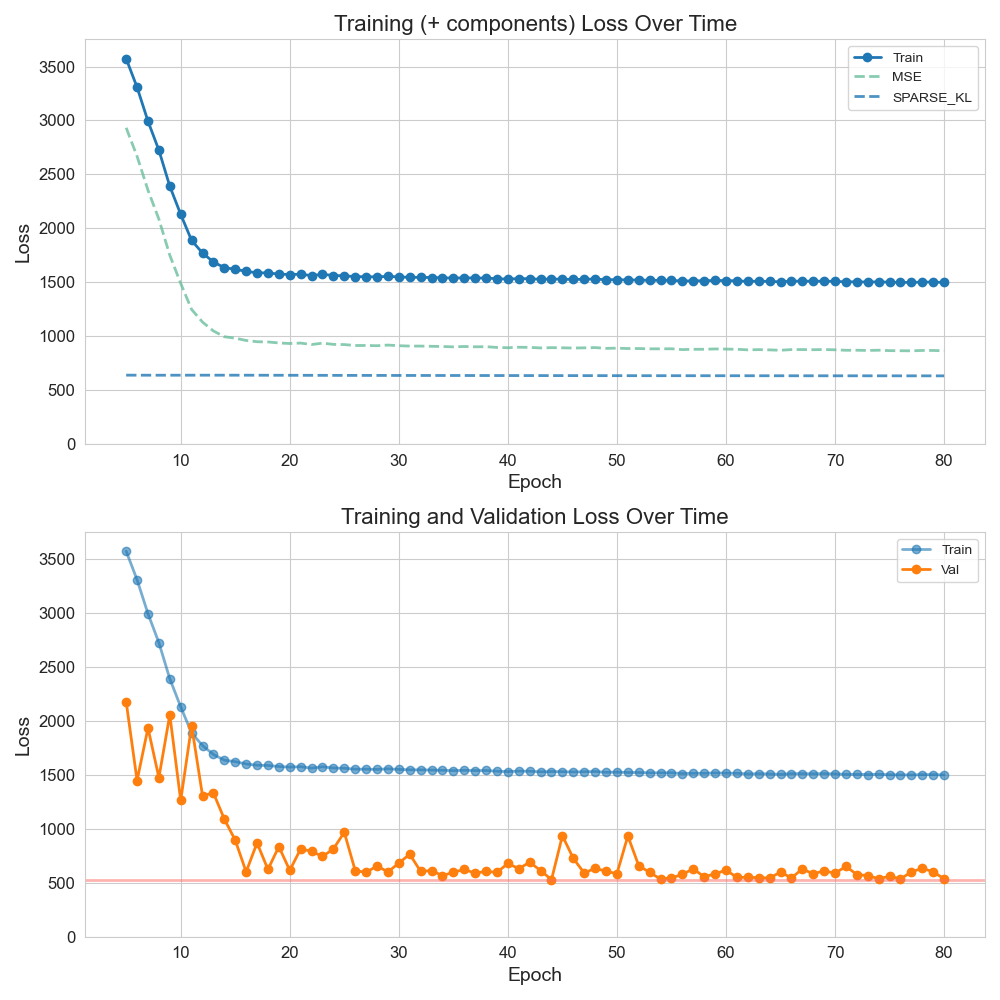 Training (+ components) Loss Over Time
3500
3000
2500
2000
1500
1000
500
0
Loss
Train
MSE
SPARSE_KL
10 20 30 40 50 60 70 80
Epoch
Training and Validation Loss Over Time
3500
3000
2500
2000
1500
1000
500
0
Loss
Train
Val
10 20 30 40 50 60 70 80
Epoch